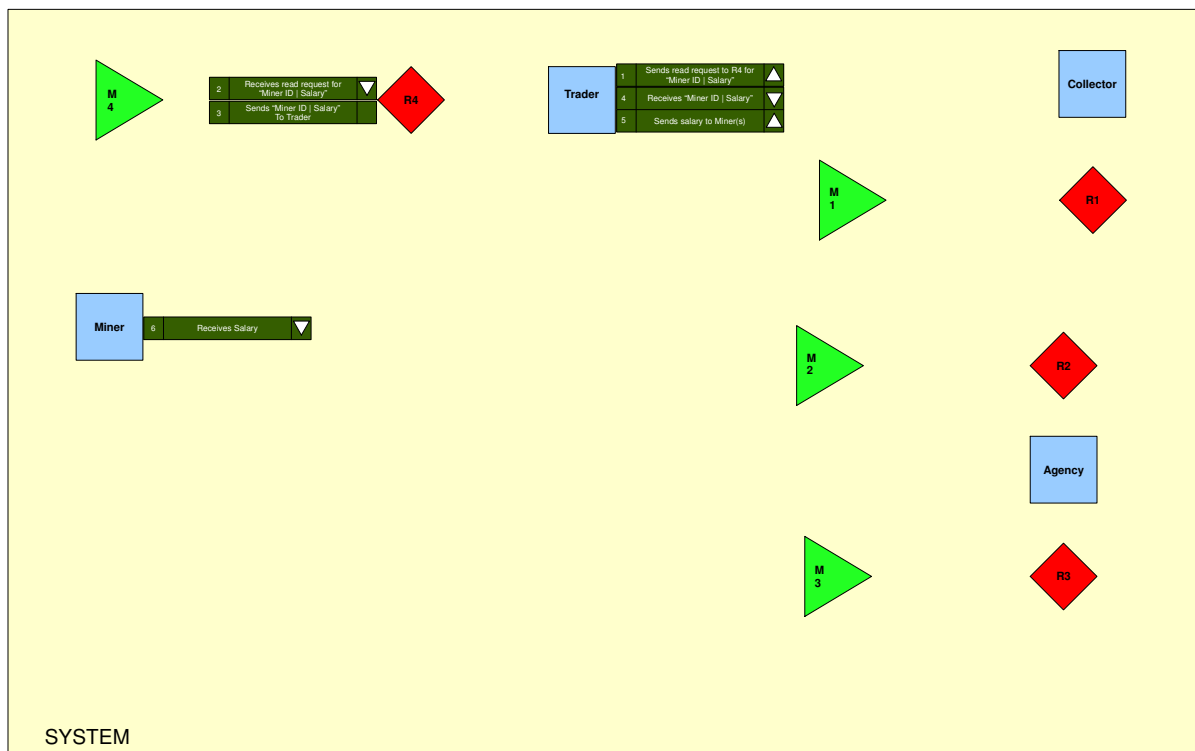 M
4
2
Receives read request for
“Miner ID | Salary”
3
Sends “Miner ID | Salary”
To Trader
R4
Trader
1
Sends read request to R4 for
“Miner ID | Salary”
4
Receives “Miner ID | Salary”
5
Sends salary to Miner(s)
Collector
M
1
R1
Miner
6
Receives Salary
M
2
R2
Agency
M
3
R3
SYSTEM